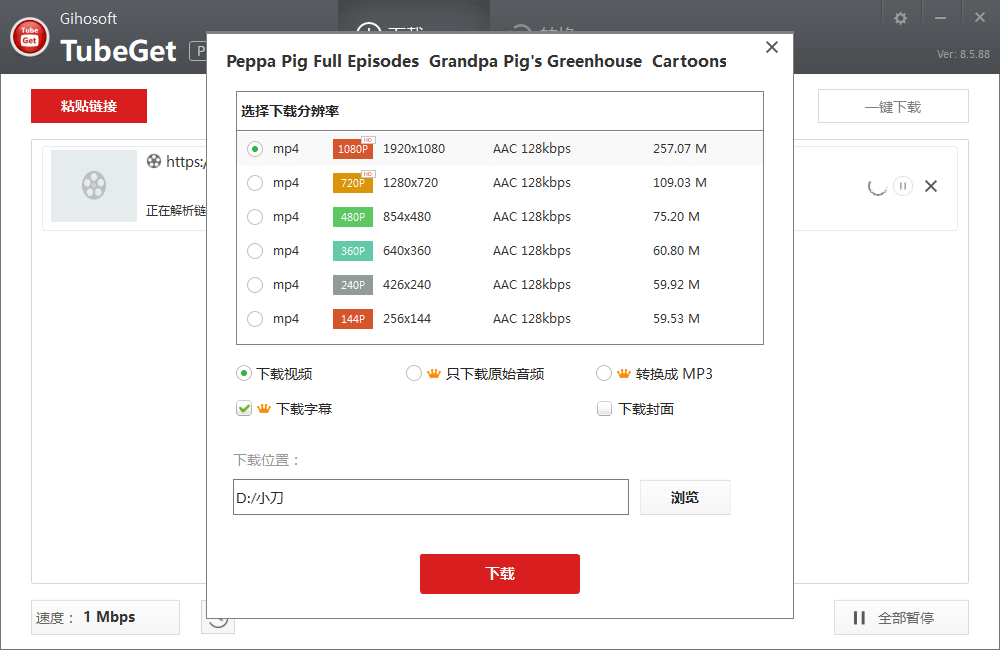 Gihosoft
Tube
Get
TubeGet
P
下载
转换
Ver: 8.5.88
Peppa Pig Full Episodes Grandpa Pig's Greenhouse Cartoons
粘贴链接
一键下载
选择下载分辨率
mp4 1080P HD 1920x1080 AAC 128kbps 257.07 M
mp4 720P HD 1280x720 AAC 128kbps 109.03 M
mp4 480P 854x480 AAC 128kbps 75.20 M
mp4 360P 640x360 AAC 128kbps 60.80 M
mp4 240P 426x240 AAC 128kbps 59.92 M
mp4 144P 256x144 AAC 128kbps 59.53 M
https:/
正在解析链
下载视频 只下载原始音频 转换成 MP3
下载字幕 下载封面
下载位置：
D:/小刀
浏览
下载
速度： 1 Mbps
全部暂停